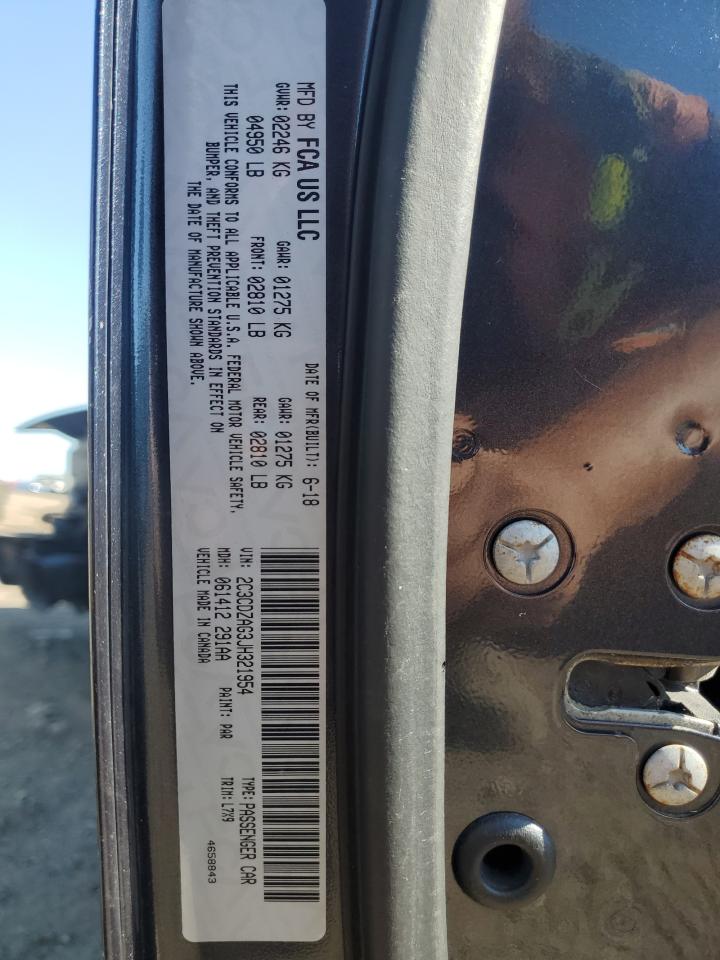 MFD BY FCA US LLC DATE OF MFR(BUILT): 6-18
GVWR: 02246 KG GAWR: 01275 KG GAWR: 01275 KG
04950 LB FRONT: 02810 LB REAR: 02810 LB
THIS VEHICLE CONFORMS TO ALL APPLICABLE U.S.A. FEDERAL MOTOR VEHICLE SAFETY,
BUMPER, AND THEFT PREVENTION STANDARDS IN EFFECT ON
THE DATE OF MANUFACTURE SHOWN ABOVE.
VIN: 2C3CDZAG3JH321954 TYPE: PASSENGER CAR
MDH: 061412 291AA PAINT: PAR TRIM: L7X9
VEHICLE MADE IN CANADA 4658843